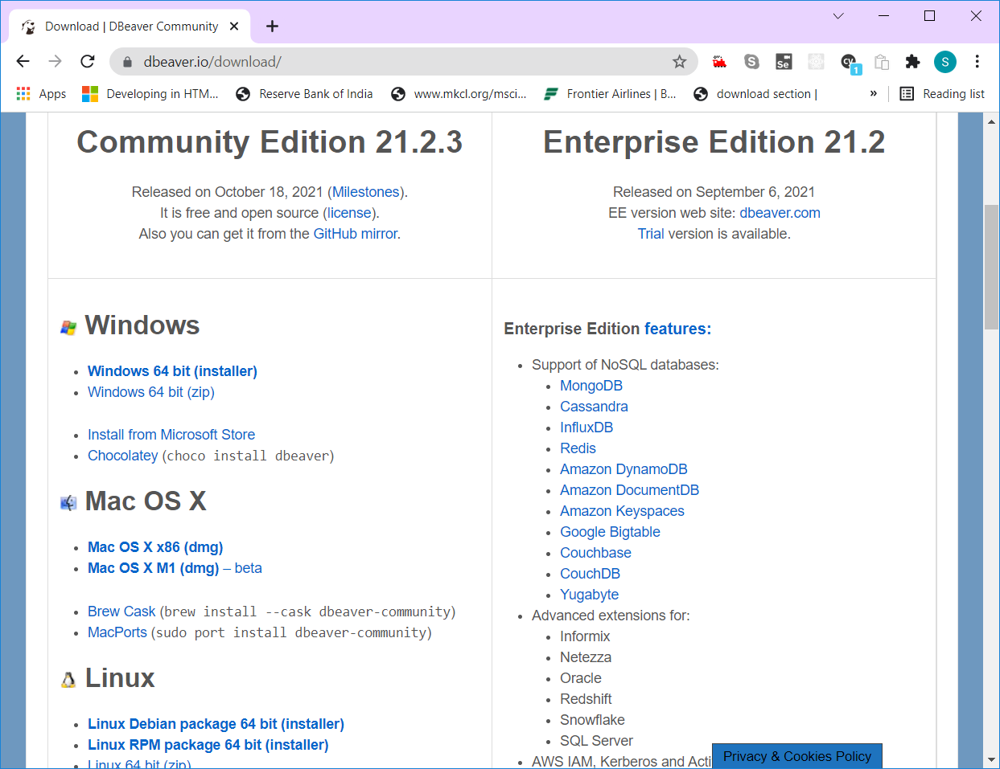 Download | DBeaver Community
dbeaver.io/download/
S
Se
CY
1
S
Apps
Developing in HTM...
Reserve Bank of India
www.mkcl.org/msci...
Frontier Airlines | B...
download section |
»
Reading list
Community Edition 21.2.3
Released on October 18, 2021 (Milestones).
It is free and open source (license).
Also you can get it from the GitHub mirror.
Enterprise Edition 21.2
Released on September 6, 2021
EE version web site: dbeaver.com
Trial version is available.
Windows
Windows 64 bit (installer)
Windows 64 bit (zip)
Install from Microsoft Store
Chocolatey (choco install dbeaver)
Mac OS X
Mac OS X x86 (dmg)
Mac OS X M1 (dmg) – beta
Brew Cask (brew install --cask dbeaver-community)
MacPorts (sudo port install dbeaver-community)
Linux
Linux Debian package 64 bit (installer)
Linux RPM package 64 bit (installer)
Linux 64 bit (zip)
Enterprise Edition features:
Support of NoSQL databases:
MongoDB
Cassandra
InfluxDB
Redis
Amazon DynamoDB
Amazon DocumentDB
Amazon Keyspaces
Google Bigtable
Couchbase
CouchDB
Yugabyte
Advanced extensions for:
Informix
Netezza
Oracle
Redshift
Snowflake
SQL Server
AWS IAM, Kerberos and Acti
Privacy & Cookies Policy